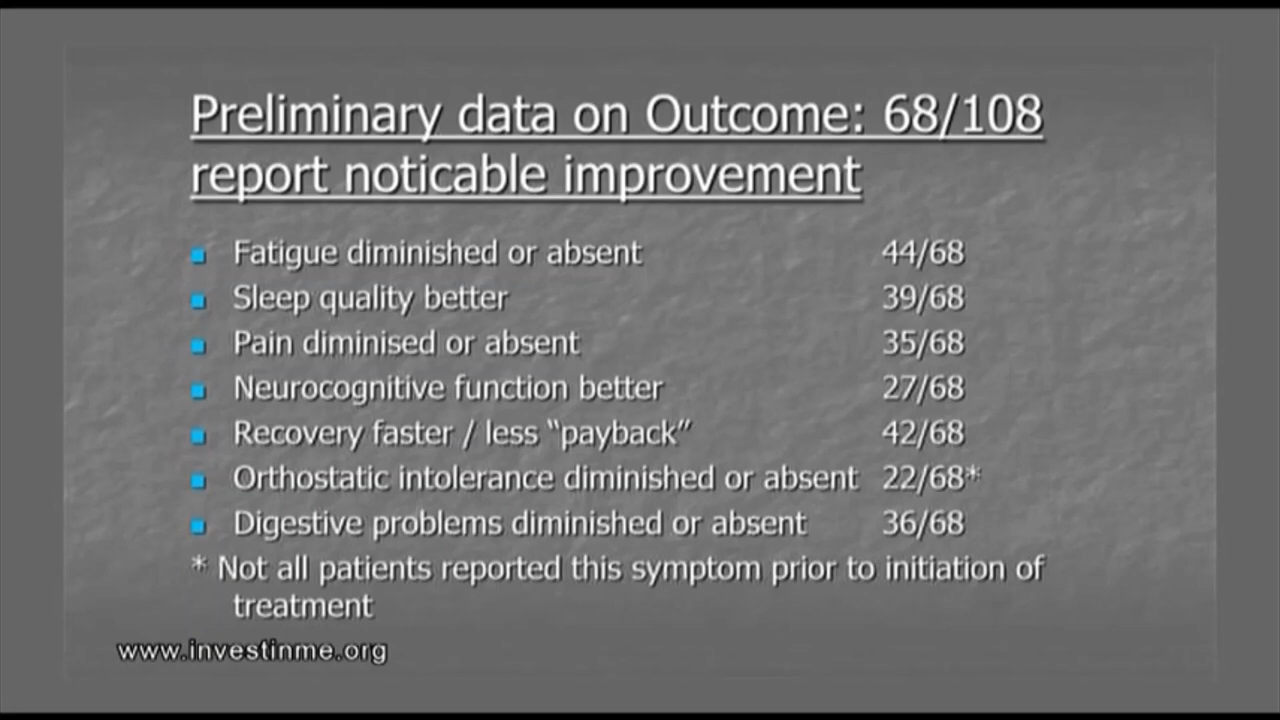 Preliminary data on Outcome: 68/108
report noticable improvement
Fatigue diminished or absent 44/68
Sleep quality better 39/68
Pain diminised or absent 35/68
Neurocognitive function better 27/68
Recovery faster / less “payback” 42/68
Orthostatic intolerance diminished or absent 22/68*
Digestive problems diminished or absent 36/68
* Not all patients reported this symptom prior to initiation of
treatment
www.investinme.org